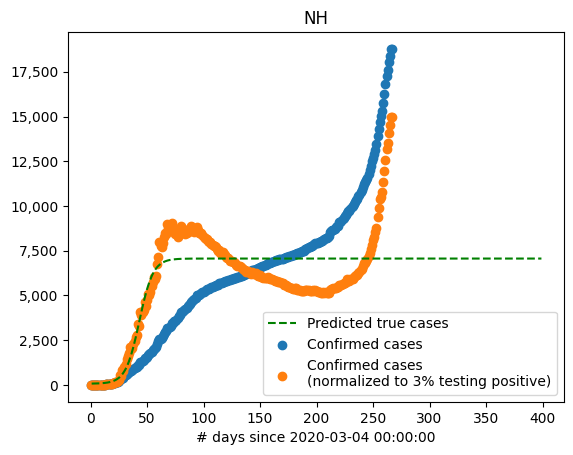 NH
17,500
15,000
12,500
10,000
7,500
5,000
2,500
0
Predicted true cases
Confirmed cases
Confirmed cases
(normalized to 3% testing positive)
0 50 100 150 200 250 300 350 400
# days since 2020-03-04 00:00:00